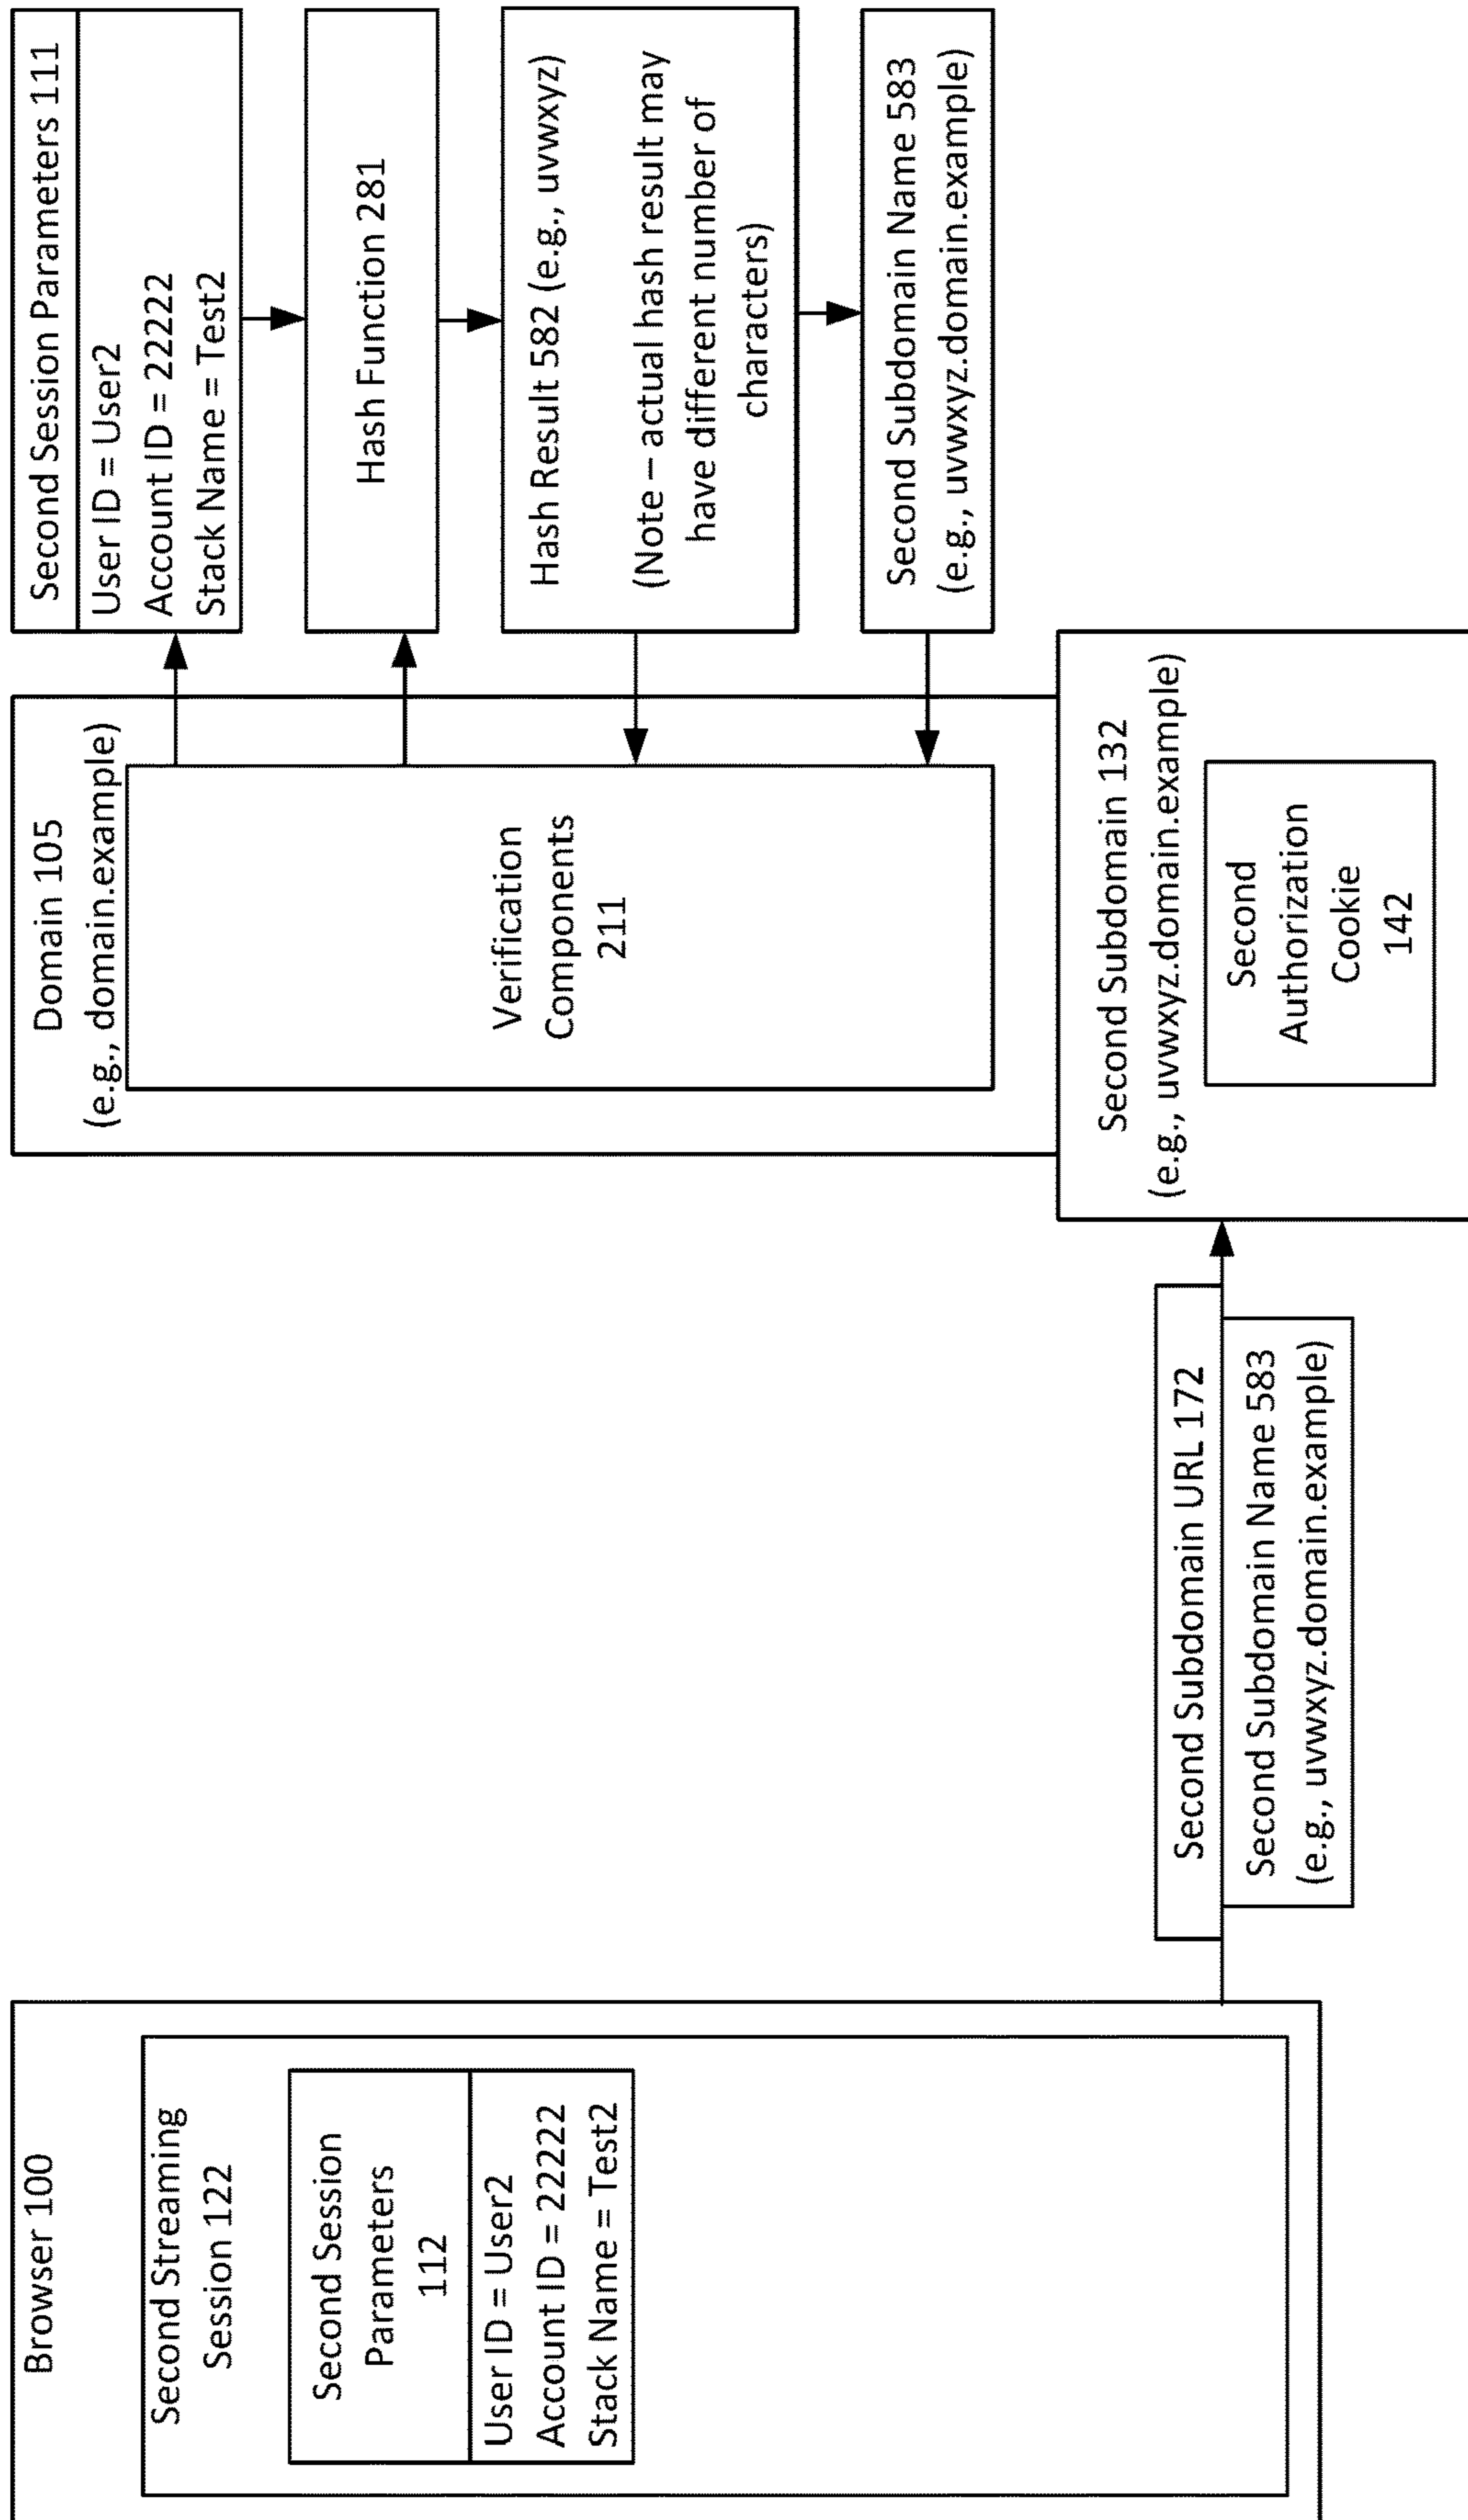 Browser 100
Second Streaming
Session 122
Second Session
Parameters
112
User ID = User2
Account ID = 22222
Stack Name = Test2
Second Subdomain URL 172
Second Subdomain Name 583
(e.g., uvwxyz.domain.example)
Domain 105
(e.g., domain.example)
Verification
Components
211
Second Subdomain 132
(e.g., uvwxyz.domain.example)
Second
Authorization
Cookie
142
Second Session Parameters 111
User ID = User2
Account ID = 22222
Stack Name = Test2
Hash Function 281
Hash Result 582 (e.g., uvwxyz)
(Note – actual hash result may
have different number of
characters)
Second Subdomain Name 583
(e.g., uvwxyz.domain.example)